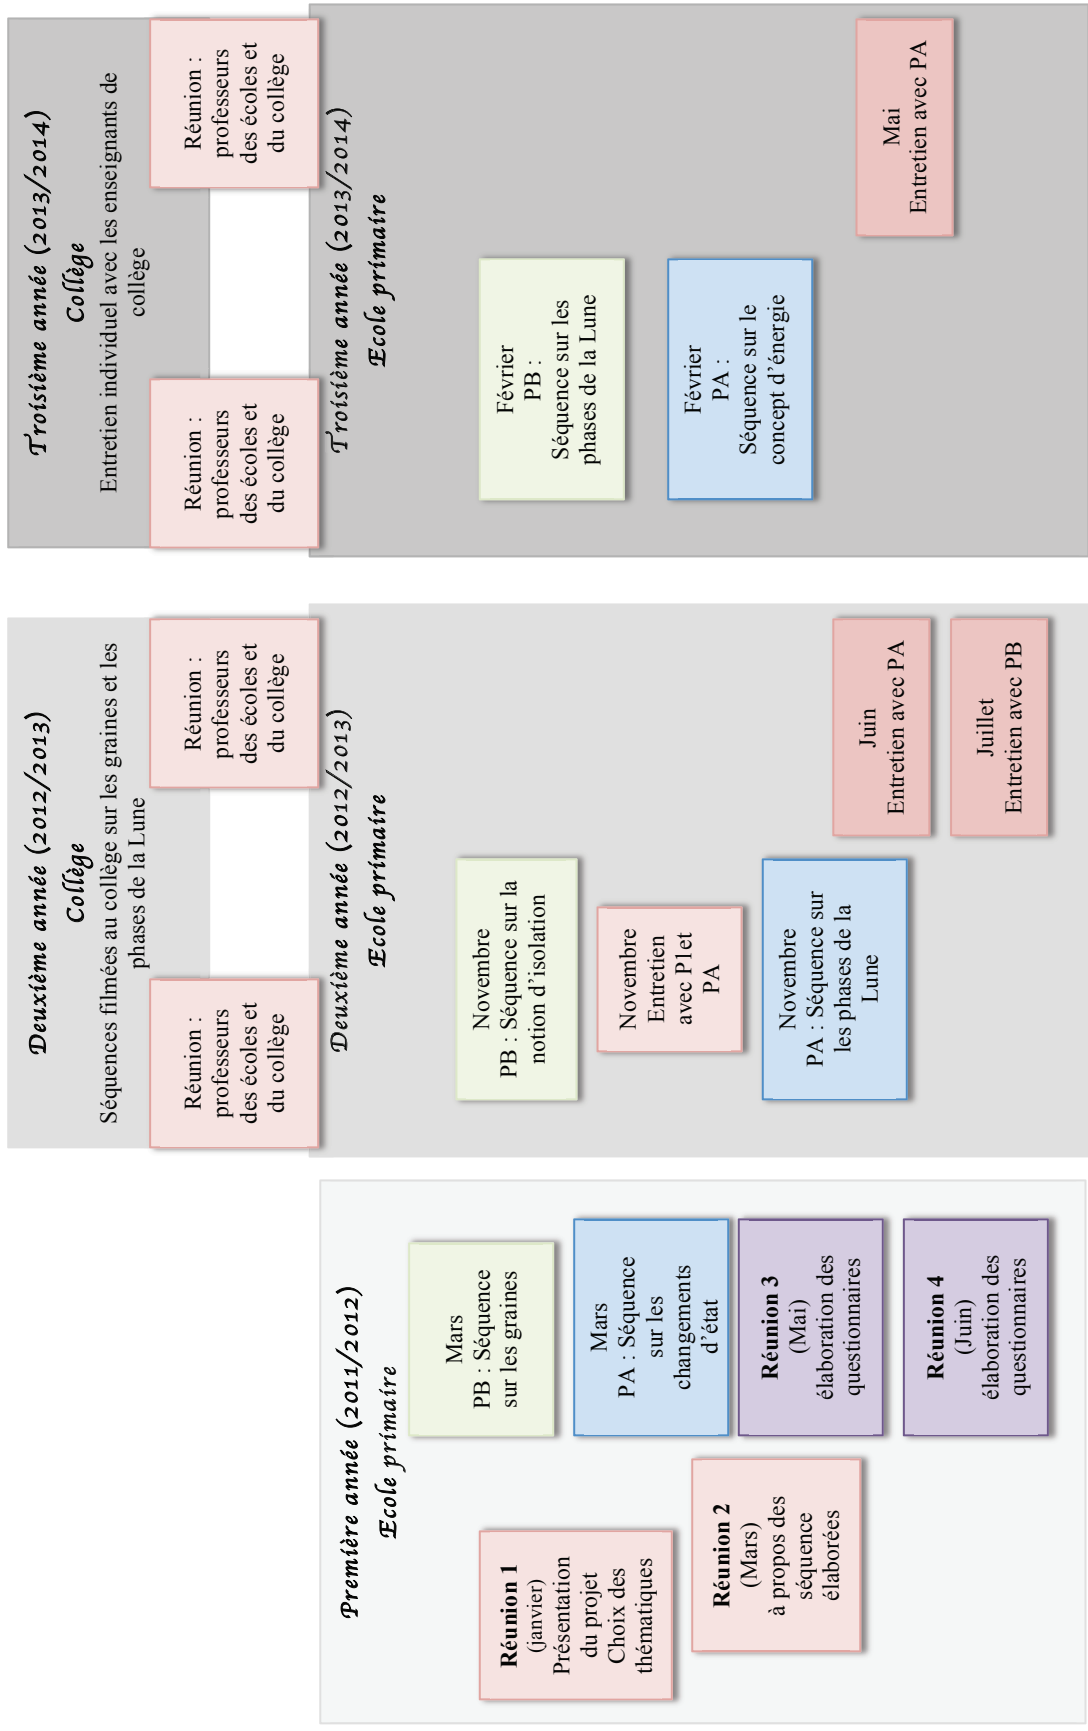 Première année (2011/2012)
Ecole primaire
Réunion 1
(janvier)
Présentation
du projet
Choix des
thématiques
Réunion 2
(Mars)
à propos des
séquence
élaborées
Mars
PB : Séquence
sur les graines
Mars
PA : Séquence
sur les
changements
d’état
Réunion 3
(Mai)
élaboration des
questionnaires
Réunion 4
(Juin)
élaboration des
questionnaires
Deuxième année (2012/2013)
Collège
Séquences filmées au collège sur les graines et les
phases de la Lune
Réunion :
professeurs
des écoles et
du collège
Réunion :
professeurs
des écoles et
du collège
Deuxième année (2012/2013)
Ecole primaire
Novembre
PB : Séquence sur la
notion d’isolation
Novembre
Entretien
avec P1et
PA
Novembre
PA : Séquence sur
les phases de la
Lune
Juin
Entretien avec PA
Juillet
Entretien avec PB
Troisième année (2013/2014)
Collège
Entretien individuel avec les enseignants de
collège
Réunion :
professeurs
des écoles et
du collège
Réunion :
professeurs
des écoles et
du collège
Troisième année (2013/2014)
Ecole primaire
Février
PB :
Séquence sur les
phases de la Lune
Février
PA :
Séquence sur le
concept d’énergie
Mai
Entretien avec PA